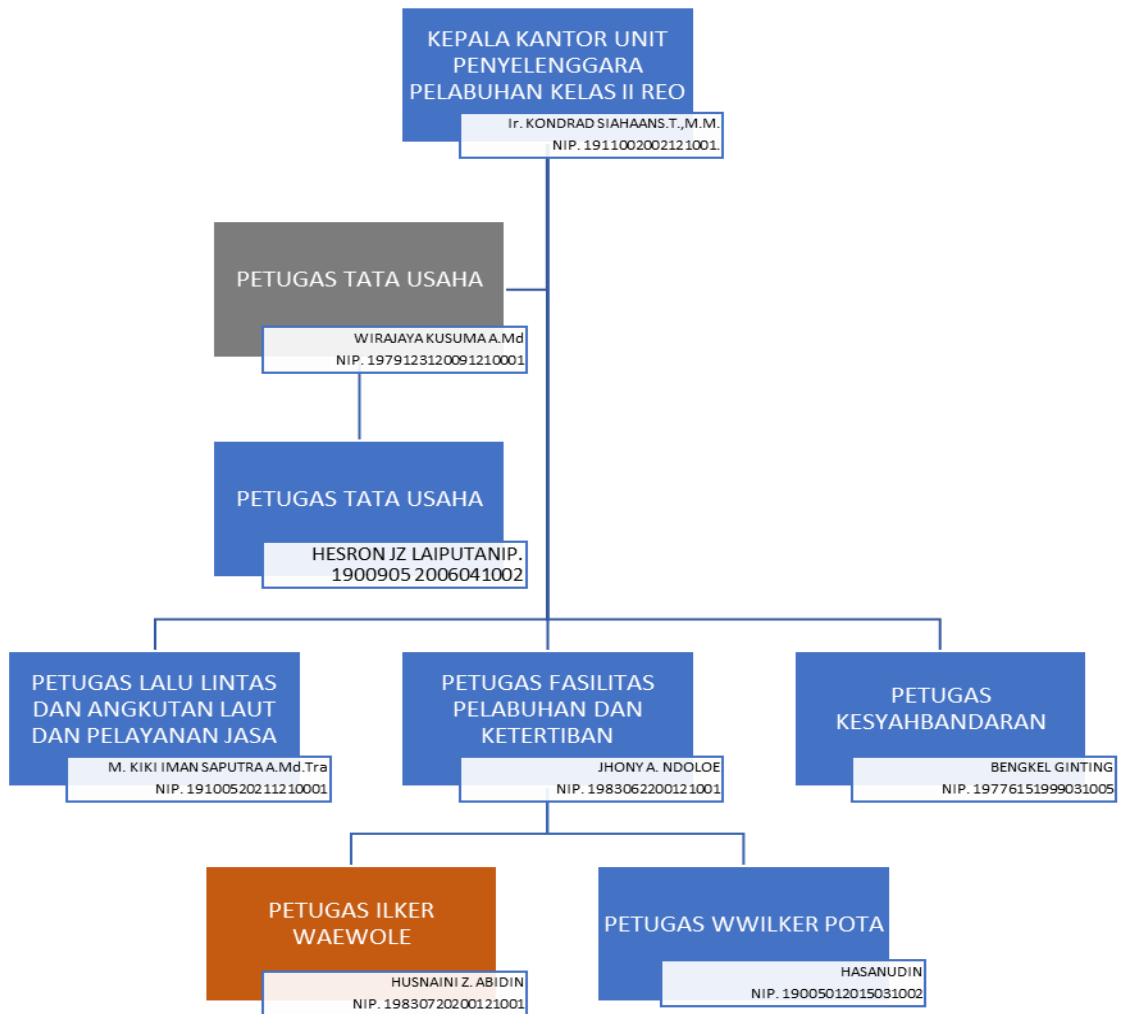 KEPALA KANTOR UNIT
PENYELENGGARA
PELABUHAN KELAS II REO
Ir. KONDRAD SIAHAANS.T.,M.M.
NIP. 1911002002121001.
PETUGAS TATA USAHA
WIRAJAYA KUSUMA A.Md
NIP. 1979123120091210001
PETUGAS TATA USAHA
HESRON JZ LAIPUTANIP.
1900905 2006041002
PETUGAS LALU LINTAS
DAN ANGKUTAN LAUT
DAN PELAYANAN JASA
M. KIKI IMAN SAPUTRA A.Md.Tra
NIP. 19100520211210001
PETUGAS FASILITAS
PELABUHAN DAN
KETERTIBAN
JHONY A. NDOLOE
NIP. 1983062200121001
PETUGAS
KESYAHBANDARAN
BENGKEL GINTING
NIP. 19776151999031005
PETUGAS ILKER
WAEWOLE
HUSNAINI Z. ABIDIN
NIP. 19830720200121001
PETUGAS WWILKER POTA
HASANUDIN
NIP. 19005012015031002